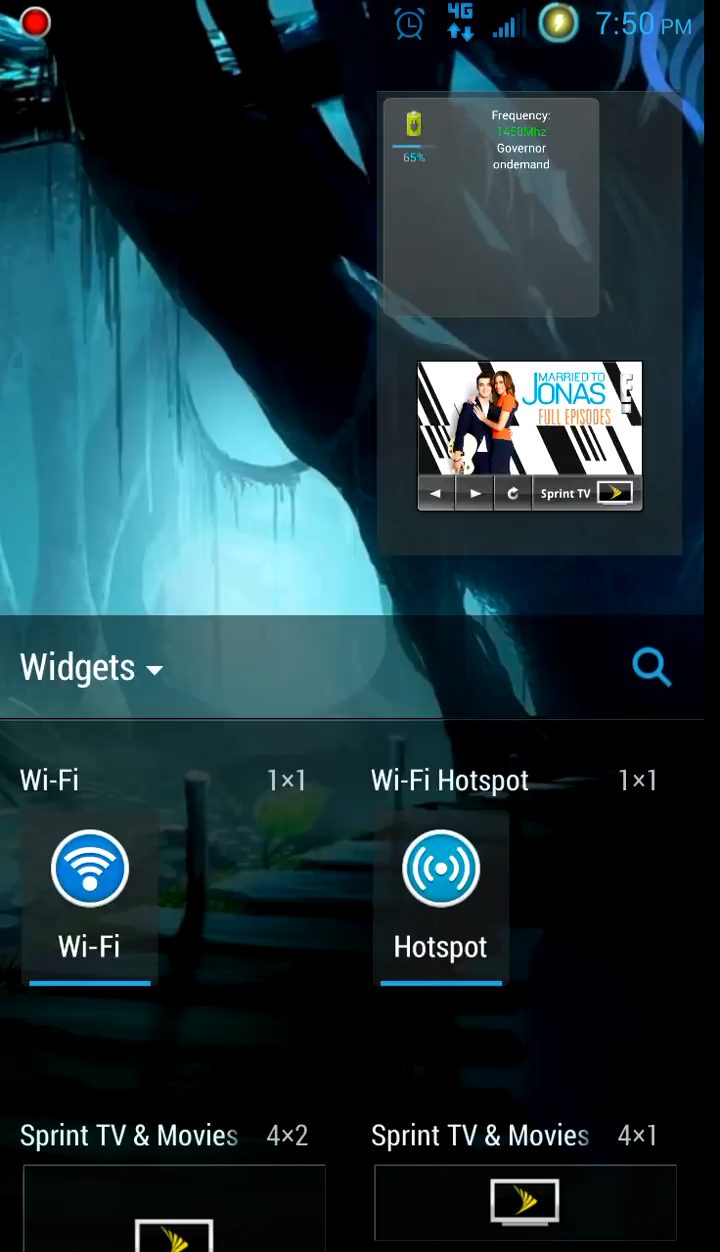 4G
7:50 PM
Frequency:
1458Mhz
Governor
ondemand
65%
MARRIED TO
JONAS
FULL EPISODES
E!
Sprint TV
Widgets
Wi-Fi 1×1
Wi-Fi Hotspot 1×1
Wi-Fi
Hotspot
Sprint TV & Movies 4×2
Sprint TV & Movies 4×1